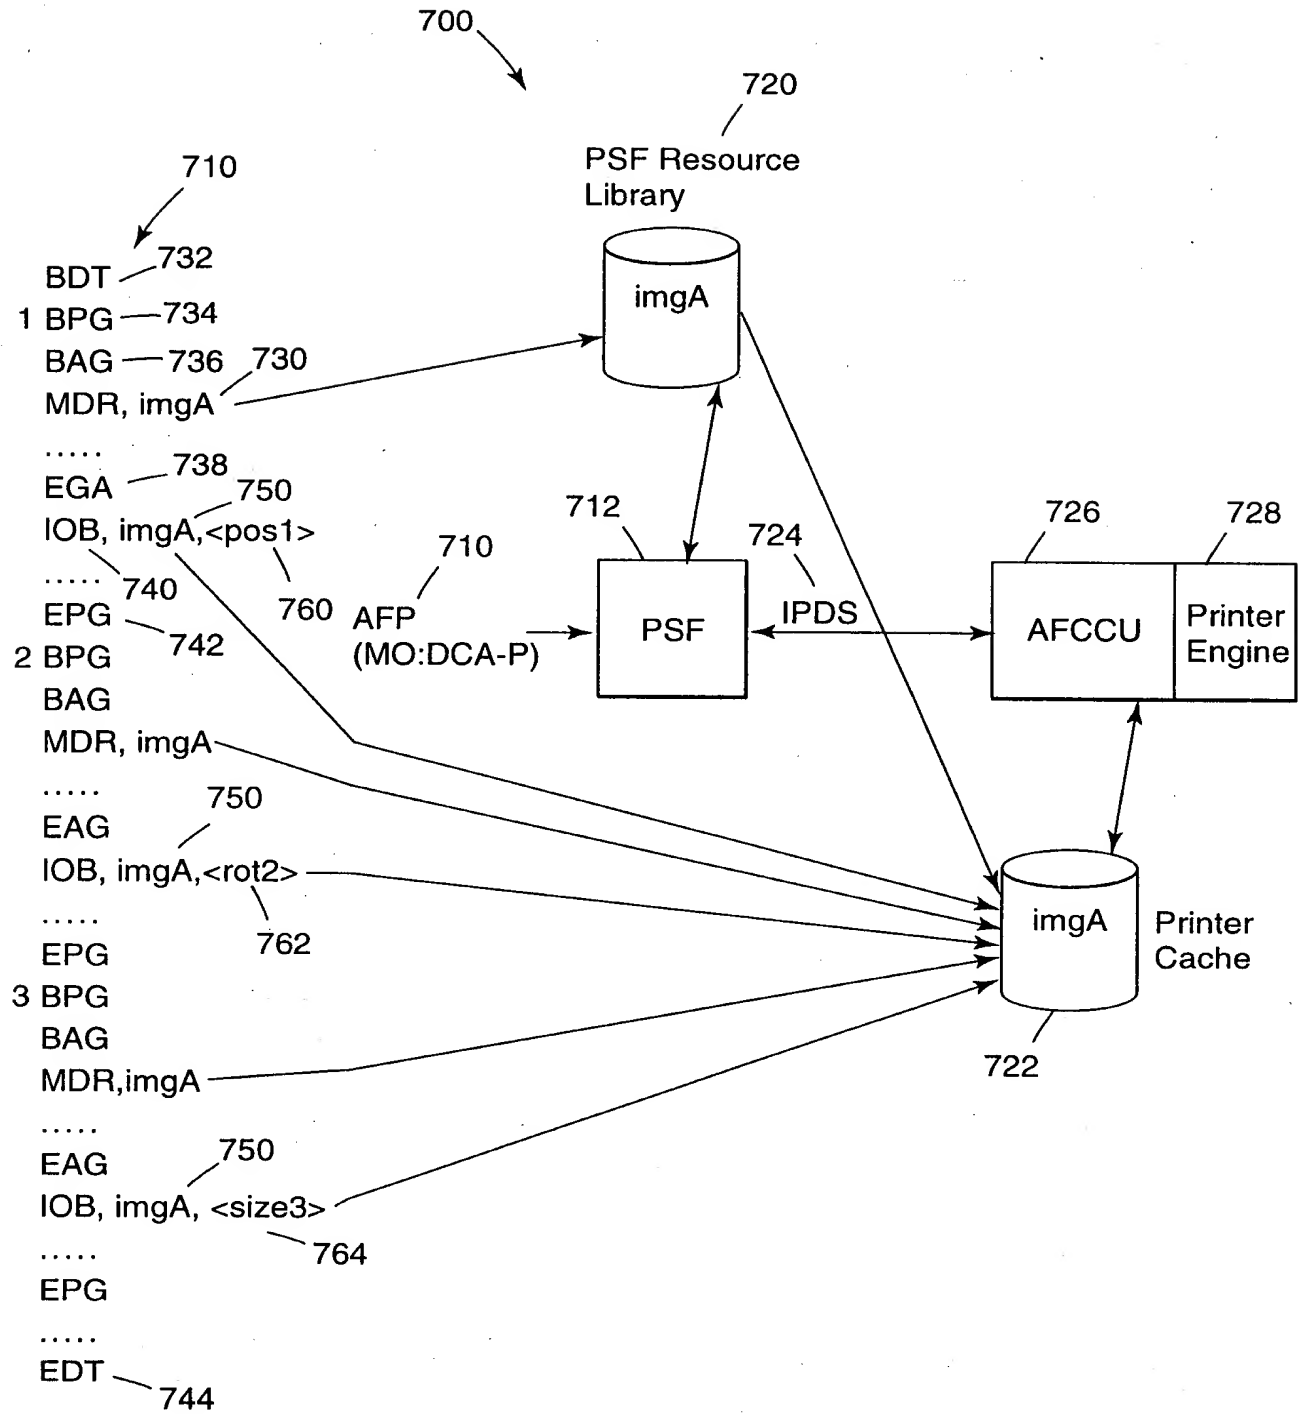 700
720
PSF Resource
Library
imgA
710
BDT 732
1 BPG 734
BAG 736 730
MDR, imgA
.....
EGA 738
750
IOB, imgA,<pos1>
..... 740 760
EPG 742
2 BPG
BAG
MDR, imgA
.....
750
EAG
IOB, imgA,<rot2>
..... 762
EPG
3 BPG
BAG
MDR,imgA
.....
750
EAG
IOB, imgA, <size3>
..... 764
EPG
.....
EDT 744
710
AFP
(MO:DCA-P)
712
PSF
724
IPDS
726
AFCCU
728
Printer
Engine
imgA
Printer
Cache
722